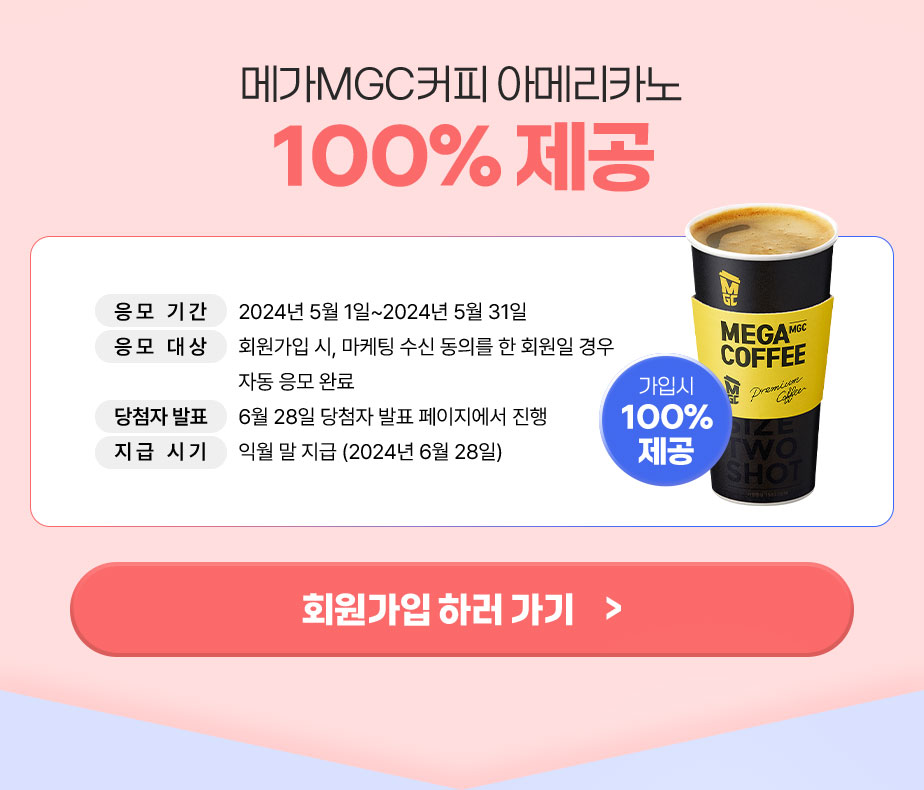 메가MGC커피 아메리카노
100% 제공
응모 기간 2024년 5월 1일~2024년 5월 31일
응모 대상 회원가입 시, 마케팅 수신 동의를 한 회원일 경우
자동 응모 완료
당첨자 발표 6월 28일 당첨자 발표 페이지에서 진행
지급 시기 익월 말 지급 (2024년 6월 28일)
가입시
100%
제공
M
GC
MEGA MGC
COFFEE
M
GC
Premium
Coffee
SIZE
TWO
SHOT
회원가입 하러 가기 >